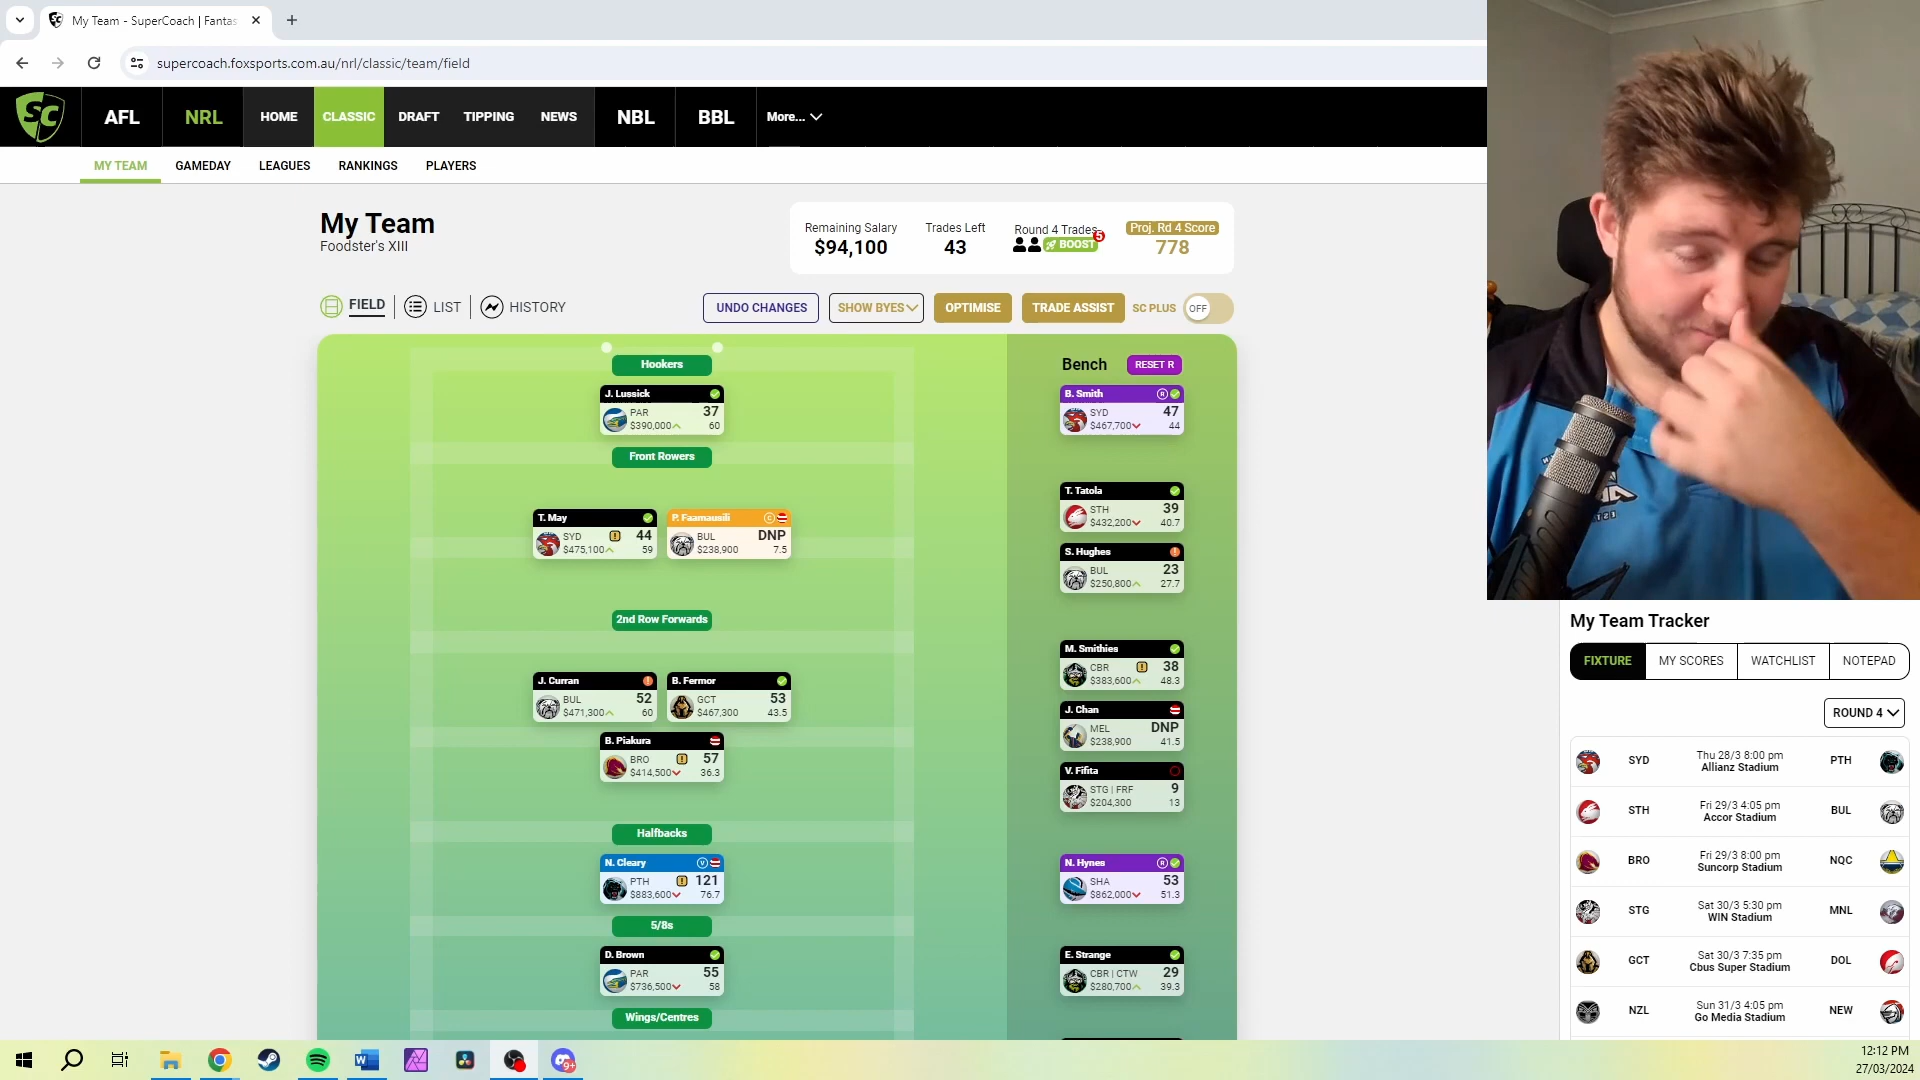 My Team - SuperCoach | Fantas
supercoach.foxsports.com.au/nrl/classic/team/field
SC AFL NRL HOME CLASSIC DRAFT TIPPING NEWS NBL BBL More...
MY TEAM GAMEDAY LEAGUES RANKINGS PLAYERS
My Team
Foodster's XIII
Remaining Salary
$94,100
Trades Left
43
Round 4 Trades
5
BOOST
Proj. Rd 4 Score
778
FIELD LIST HISTORY
UNDO CHANGES SHOW BYES OPTIMISE TRADE ASSIST SC PLUS OFF
Hookers
J. Lussick
PAR 37
$390,000 60
Front Rowers
T. May
SYD 44
$475,100 59
P. Faamausili C
BUL DNP
$238,900 7.5
2nd Row Forwards
J. Curran
BUL 52
$471,300 60
B. Fermor
GCT 53
$467,300 43.5
B. Piakura
BRO 57
$414,500 36.3
Halfbacks
N. Cleary V
PTH 121
$883,600 76.7
5/8s
D. Brown
PAR 55
$736,500 58
Wings/Centres
Bench RESET R
B. Smith R
SYD 47
$467,700 44
T. Tatola
STH 39
$432,200 40.7
S. Hughes
BUL 23
$250,800 27.7
M. Smithies
CBR 38
$383,600 48.3
J. Chan
MEL DNP
$238,900 41.5
V. Fifita
STG | FRF 9
$204,300 13
N. Hynes R
SHA 53
$862,000 51.3
E. Strange
CBR | CTW 29
$280,700 39.3
My Team Tracker
FIXTURE MY SCORES WATCHLIST NOTEPAD
ROUND 4
SYD Thu 28/3 8:00 pm PTH
Allianz Stadium
STH Fri 29/3 4:05 pm BUL
Accor Stadium
BRO Fri 29/3 8:00 pm NQC
Suncorp Stadium
STG Sat 30/3 5:30 pm MNL
WIN Stadium
GCT Sat 30/3 7:35 pm DOL
Cbus Super Stadium
NZL Sun 31/3 4:05 pm NEW
Go Media Stadium
9+
12:12 PM
27/03/2024